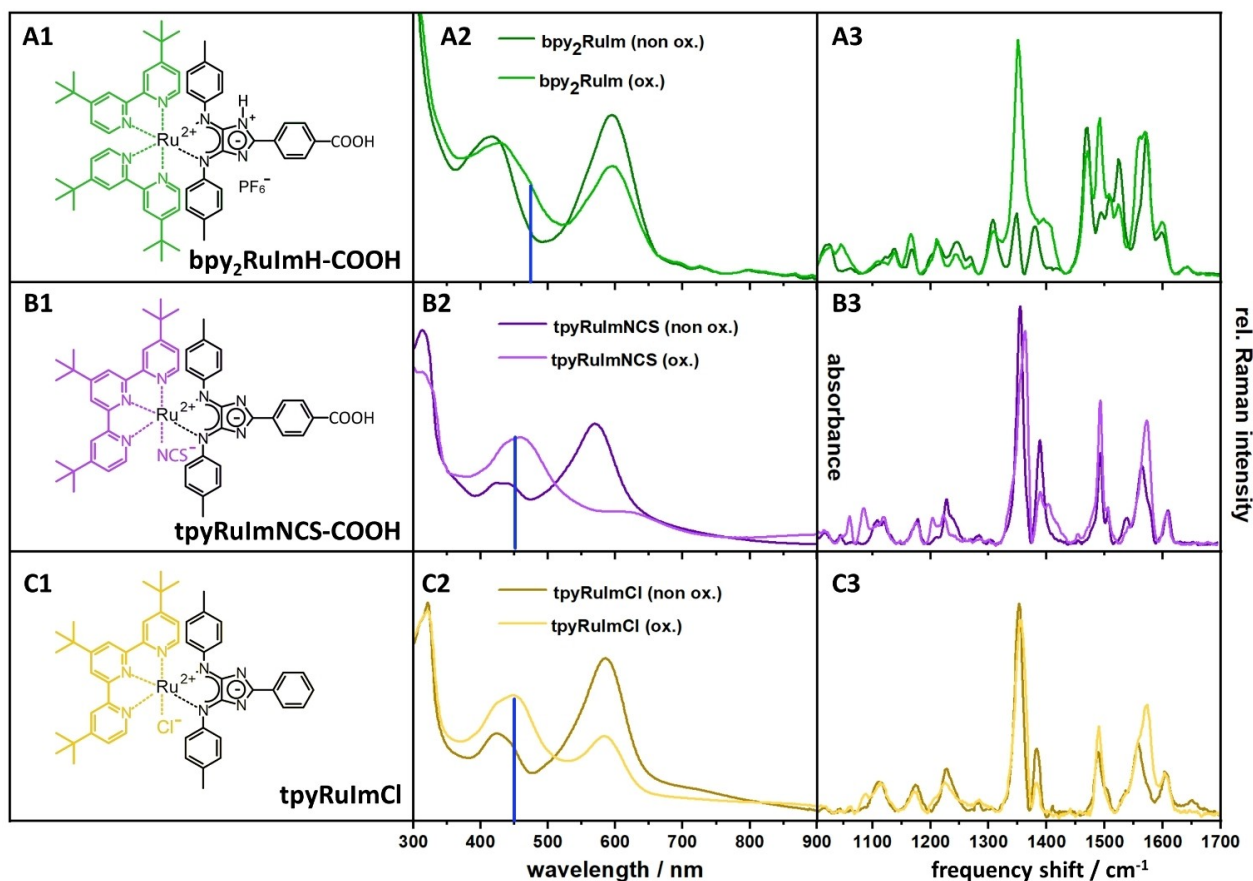 A1
N
N
N
N
Ru2+
N
N
H
N+
-
N
COOH
PF6-
bpy2RuImH-COOH
A2
bpy2RuIm (non ox.)
bpy2RuIm (ox.)
A3
B1
N
N
N
Ru2+
NCS-
N
N
N
-
N
COOH
tpyRuImNCS-COOH
B2
tpyRuImNCS (non ox.)
tpyRuImNCS (ox.)
B3
absorbance
rel. Raman intensity
C1
N
N
N
Ru2+
Cl-
N
N
N
-
N
tpyRuImCl
C2
tpyRuImCl (non ox.)
tpyRuImCl (ox.)
C3
300 400 500 600 700 800 900 1100 1200 1300 1400 1500 1600 1700
wavelength / nm
frequency shift / cm-1